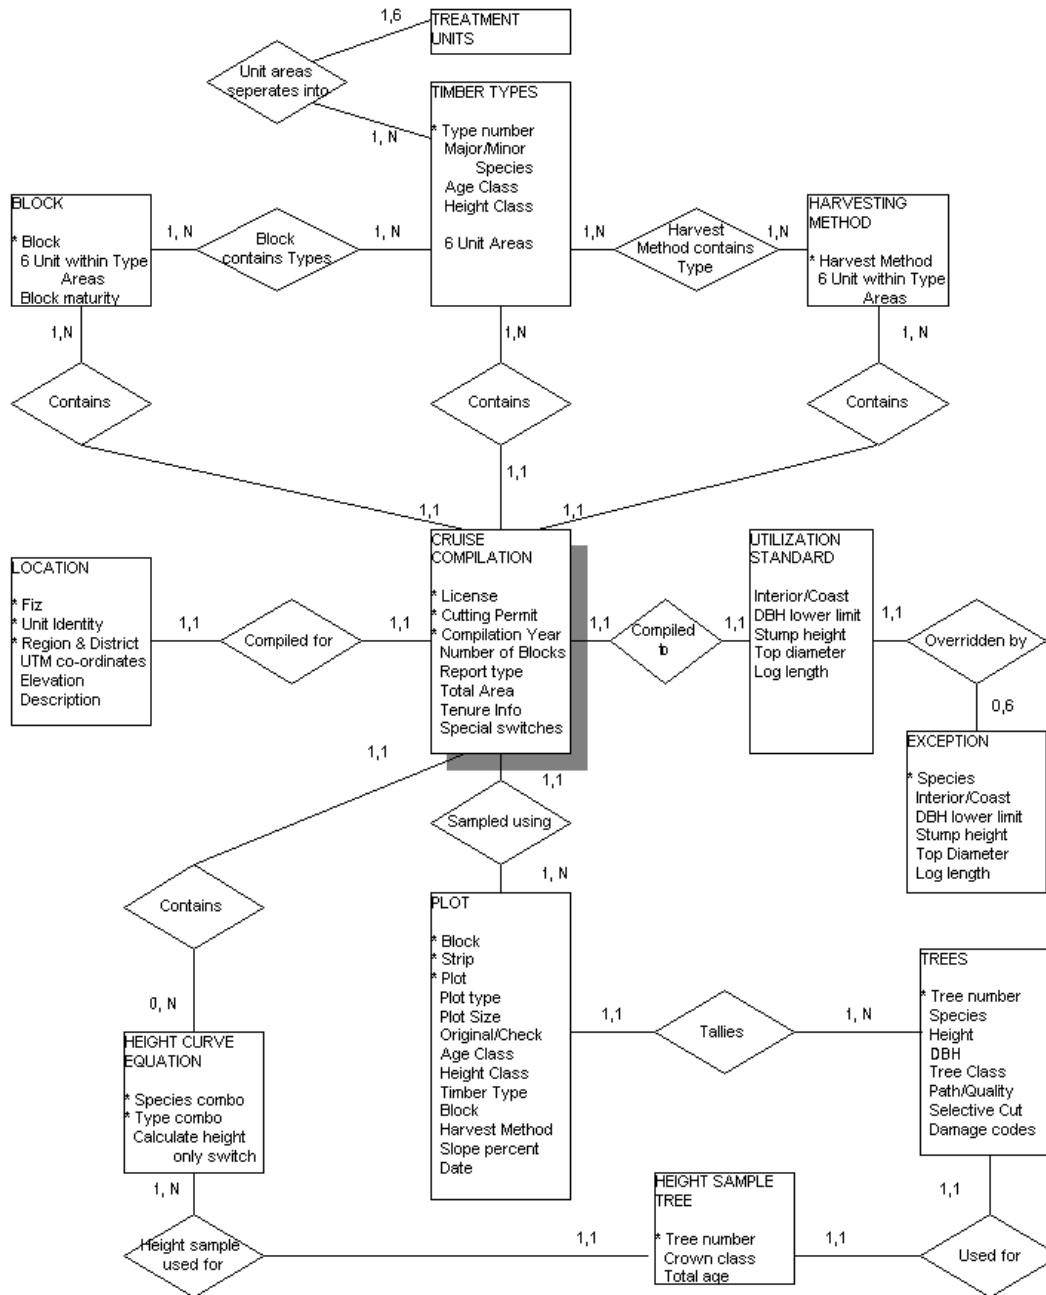 1,6
TREATMENT
UNITS
Unit areas
seperates into
1, N
TIMBER TYPES
* Type number
Major/Minor
Species
Age Class
Height Class
6 Unit Areas
BLOCK
* Block
6 Unit within Type
Areas
Block maturity
1, N
Block
contains Types
1, N
1,N
Harvest
Method contains
Type
1,N
HARVESTING
METHOD
* Harvest Method
6 Unit within Type
Areas
1,N
1,N
1, N
Contains
Contains
Contains
1,1
1,1
1,1
LOCATION
* Fiz
* Unit Identity
* Region & District
UTM co-ordinates
Elevation
Description
1,1
Compiled for
1,1
CRUISE
COMPILATION
* License
* Cutting Permit
* Compilation Year
Number of Blocks
Report type
Total Area
Tenure Info
Special switches
1,1
Compiled
to
1,1
UTILIZATION
STANDARD
Interior/Coast
DBH lower limit
Stump height
Top diameter
Log length
1,1
Overridden by
0,6
EXCEPTION
* Species
Interior/Coast
DBH lower limit
Stump height
Top Diameter
Log length
1,1
1,1
Sampled using
1, N
Contains
0, N
PLOT
* Block
* Strip
* Plot
Plot type
Plot Size
Original/Check
Age Class
Height Class
Timber Type
Block
Harvest Method
Slope percent
Date
1,1
Tallies
1, N
TREES
* Tree number
Species
Height
DBH
Tree Class
Path/Quality
Selective Cut
Damage codes
HEIGHT CURVE
EQUATION
* Species combo
* Type combo
Calculate height
only switch
1, N
Height sample
used for
1,1
HEIGHT SAMPLE
TREE
* Tree number
Crown class
Total age
1,1
1,1
Used for